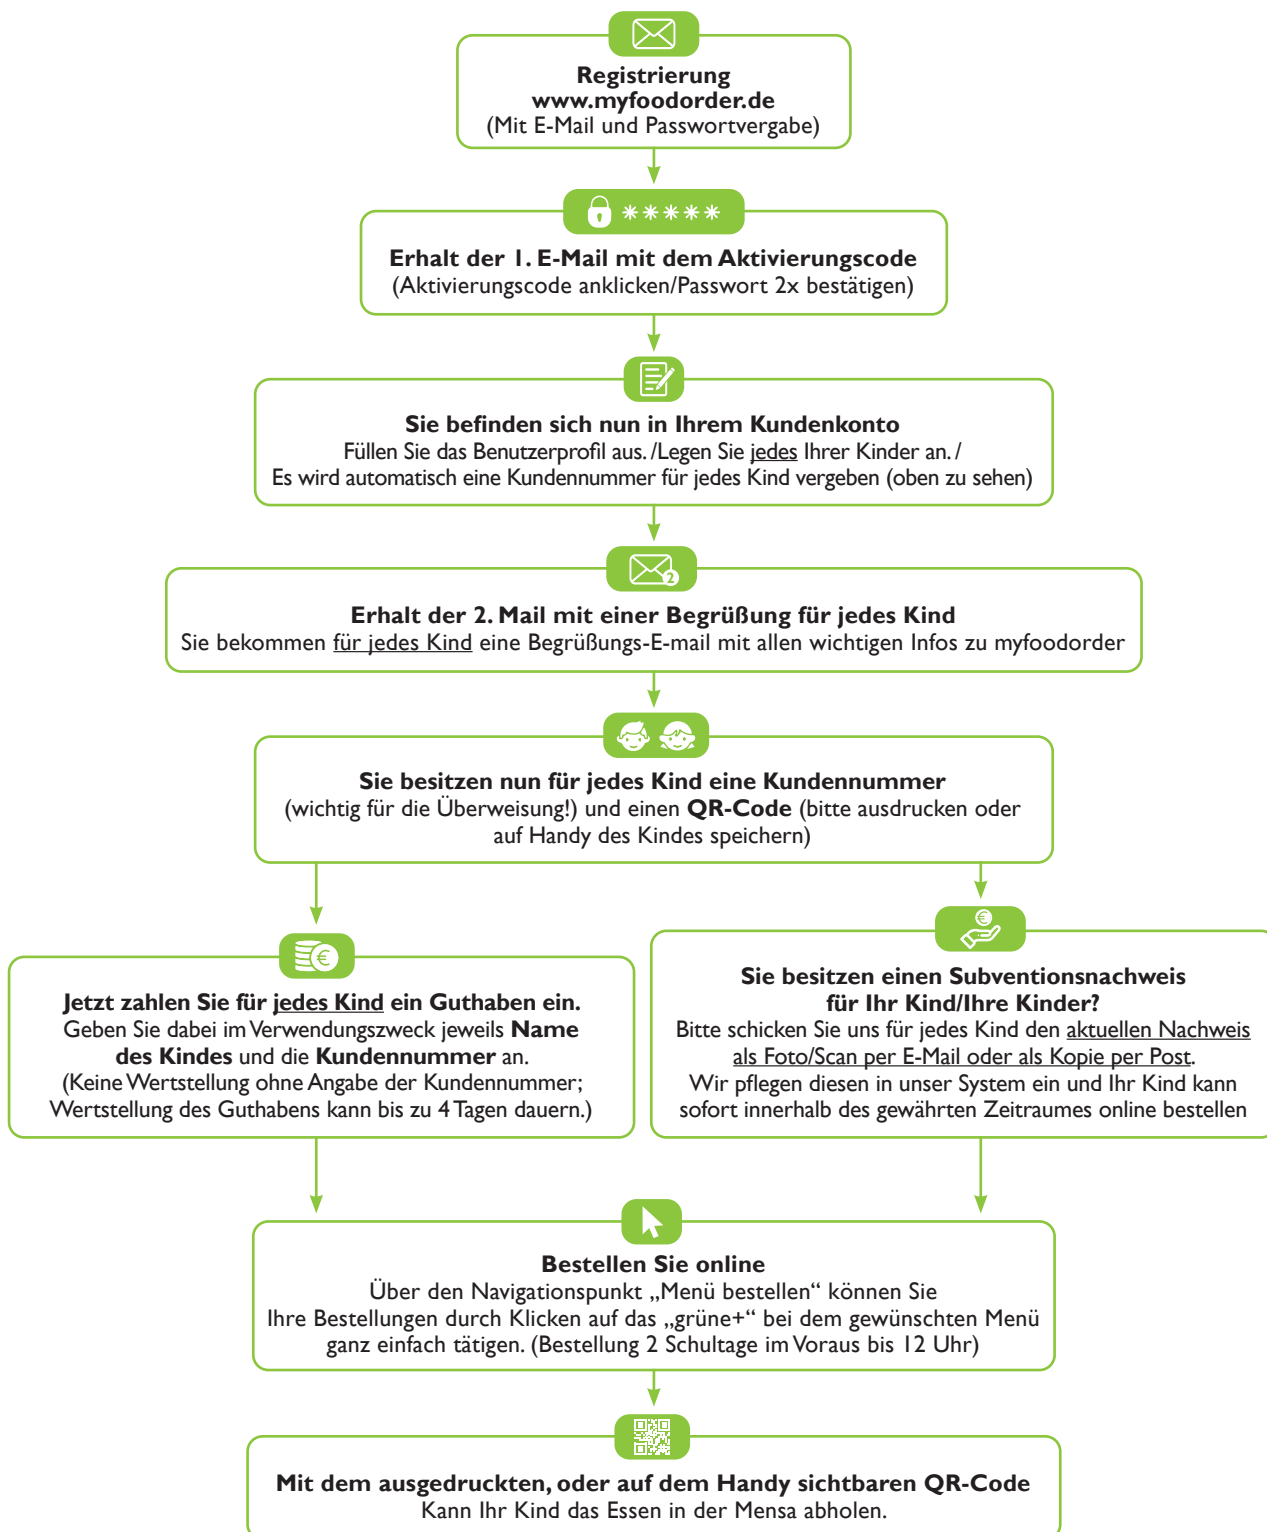 Registrierung
www.myfoodorder.de
(Mit E-Mail und Passwortvergabe)
*****
Erhalt der 1. E-Mail mit dem Aktivierungscode
(Aktivierungscode anklicken/Passwort 2x bestätigen)
Sie befinden sich nun in Ihrem Kundenkonto
Füllen Sie das Benutzerprofil aus. /Legen Sie jedes Ihrer Kinder an. /
Es wird automatisch eine Kundennummer für jedes Kind vergeben (oben zu sehen)
2
Erhalt der 2. Mail mit einer Begrüßung für jedes Kind
Sie bekommen für jedes Kind eine Begrüßungs-E-mail mit allen wichtigen Infos zu myfoodorder
Sie besitzen nun für jedes Kind eine Kundennummer
(wichtig für die Überweisung!) und einen QR-Code (bitte ausdrucken oder
auf Handy des Kindes speichern)
€
Jetzt zahlen Sie für jedes Kind ein Guthaben ein.
Geben Sie dabei im Verwendungszweck jeweils Name
des Kindes und die Kundennummer an.
(Keine Wertstellung ohne Angabe der Kundennummer;
Wertstellung des Guthabens kann bis zu 4 Tagen dauern.)
€
Sie besitzen einen Subventionsnachweis
für Ihr Kind/Ihre Kinder?
Bitte schicken Sie uns für jedes Kind den aktuellen Nachweis
als Foto/Scan per E-Mail oder als Kopie per Post.
Wir pflegen diesen in unser System ein und Ihr Kind kann
sofort innerhalb des gewährten Zeitraumes online bestellen
Bestellen Sie online
Über den Navigationspunkt „Menü bestellen“ können Sie
Ihre Bestellungen durch Klicken auf das „grüne+“ bei dem gewünschten Menü
ganz einfach tätigen. (Bestellung 2 Schultage im Voraus bis 12 Uhr)
Mit dem ausgedruckten, oder auf dem Handy sichtbaren QR-Code
Kann Ihr Kind das Essen in der Mensa abholen.